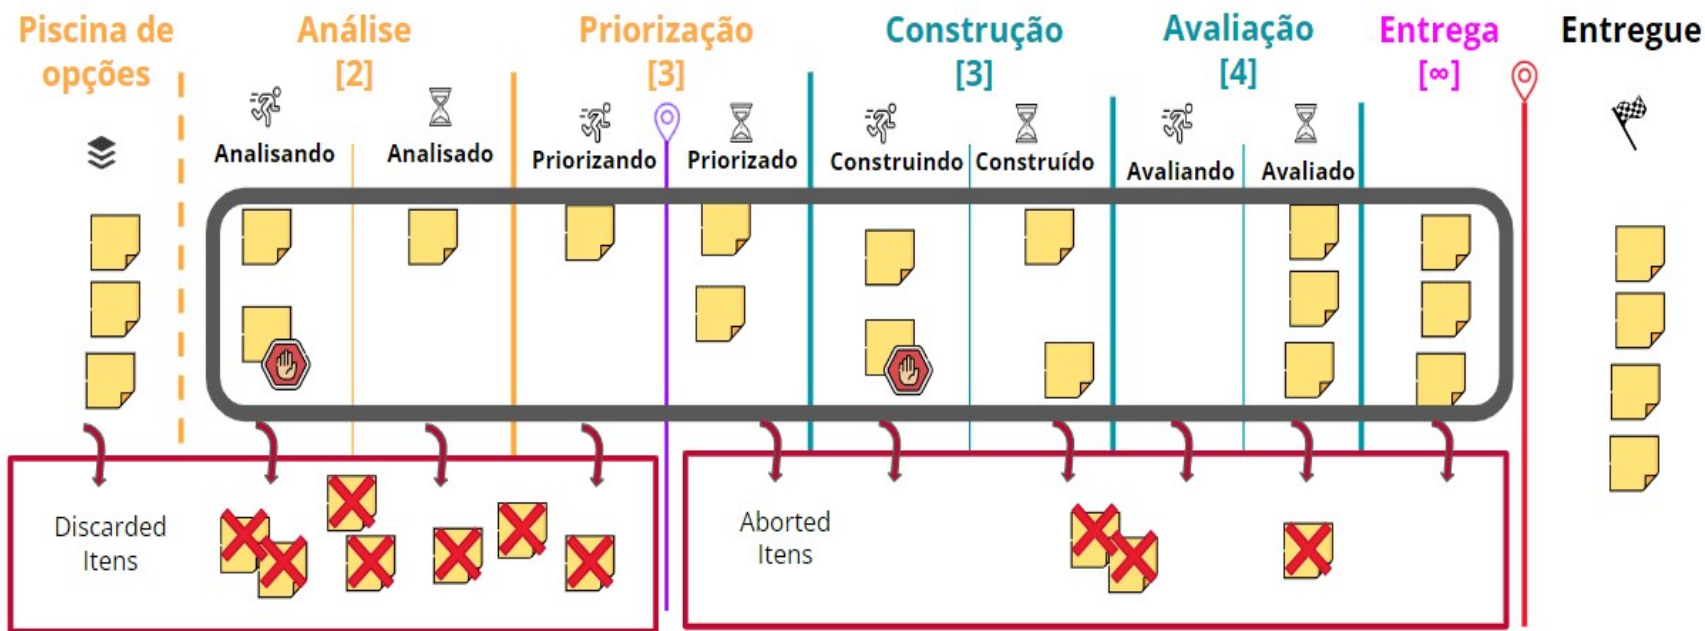 Piscina de
opções
Análise
[2]
Priorização
[3]
Construção
[3]
Avaliação
[4]
Entrega
[∞]
Entregue
Analisando
Analisado
Priorizando
Priorizado
Construindo
Construído
Avaliando
Avaliado
Discarded
Itens
Aborted
Itens